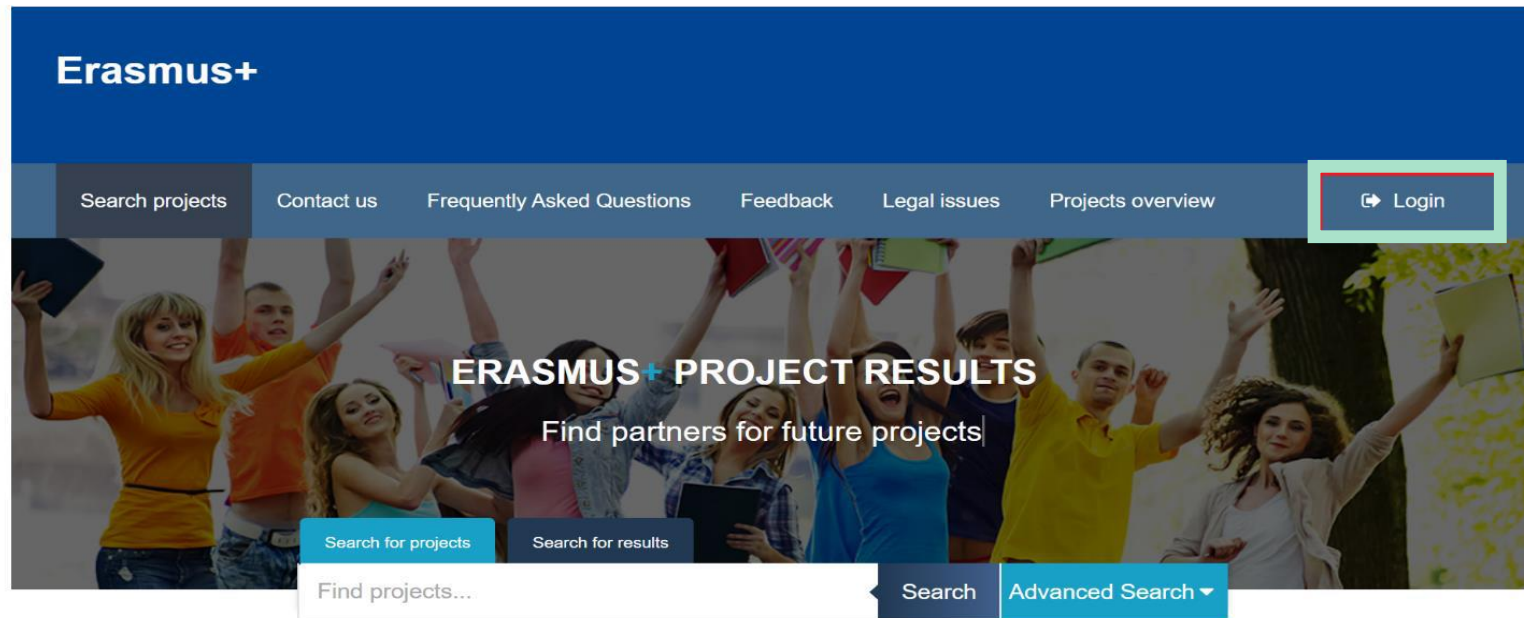 Erasmus+
Search projects Contact us Frequently Asked Questions Feedback Legal issues Projects overview Login
ERASMUS+ PROJECT RESULTS
Find partners for future projects
Search for projects Search for results
Find projects... Search Advanced Search